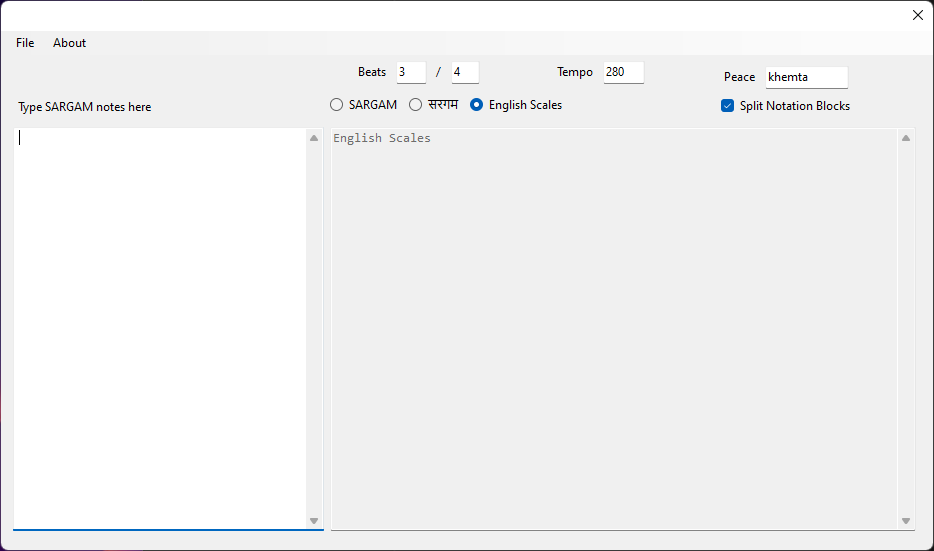 File About
Beats 3 / 4 Tempo 280 Peace khemta
Type SARGAM notes here
SARGAM सरगम English Scales Split Notation Blocks
English Scales